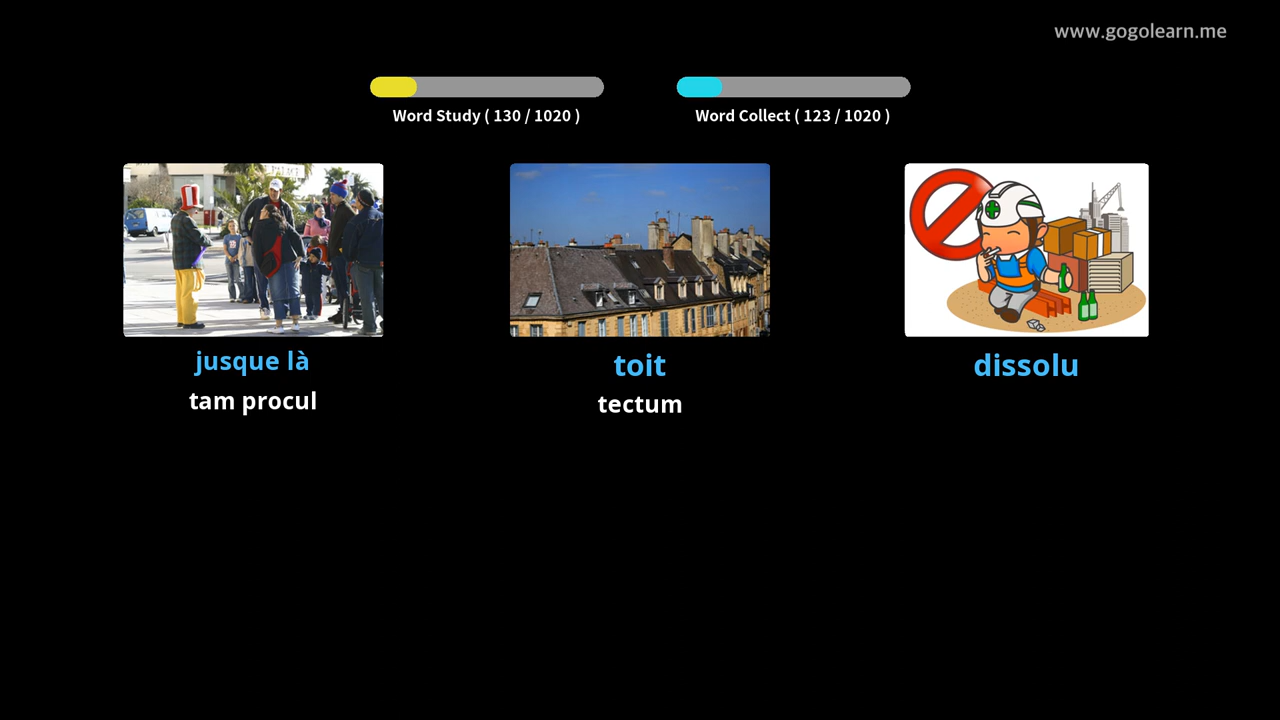 www.gogolearn.me
Word Study ( 130 / 1020 )
Word Collect ( 123 / 1020 )
jusque là
tam procul
toit
tectum
dissolu